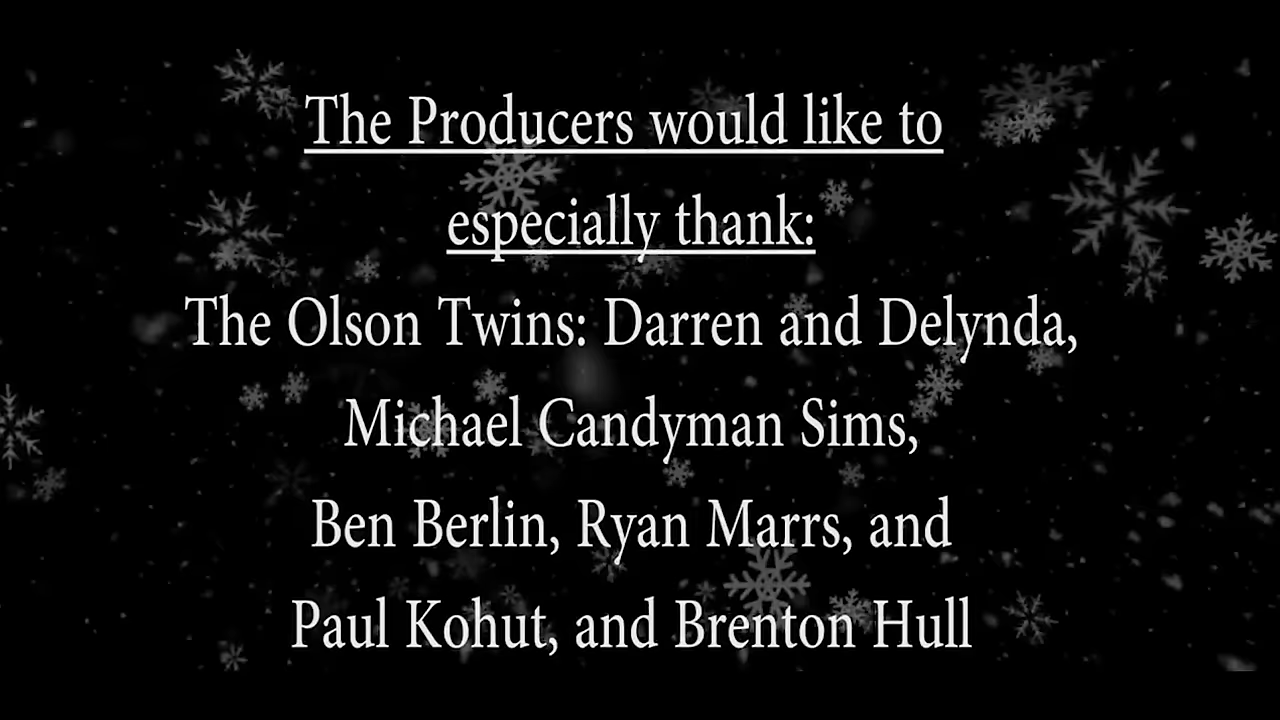 The Producers would like to
especially thank:
The Olson Twins: Darren and Delynda,
Michael Candyman Sims,
Ben Berlin, Ryan Marrs, and
Paul Kohut, and Brenton Hull